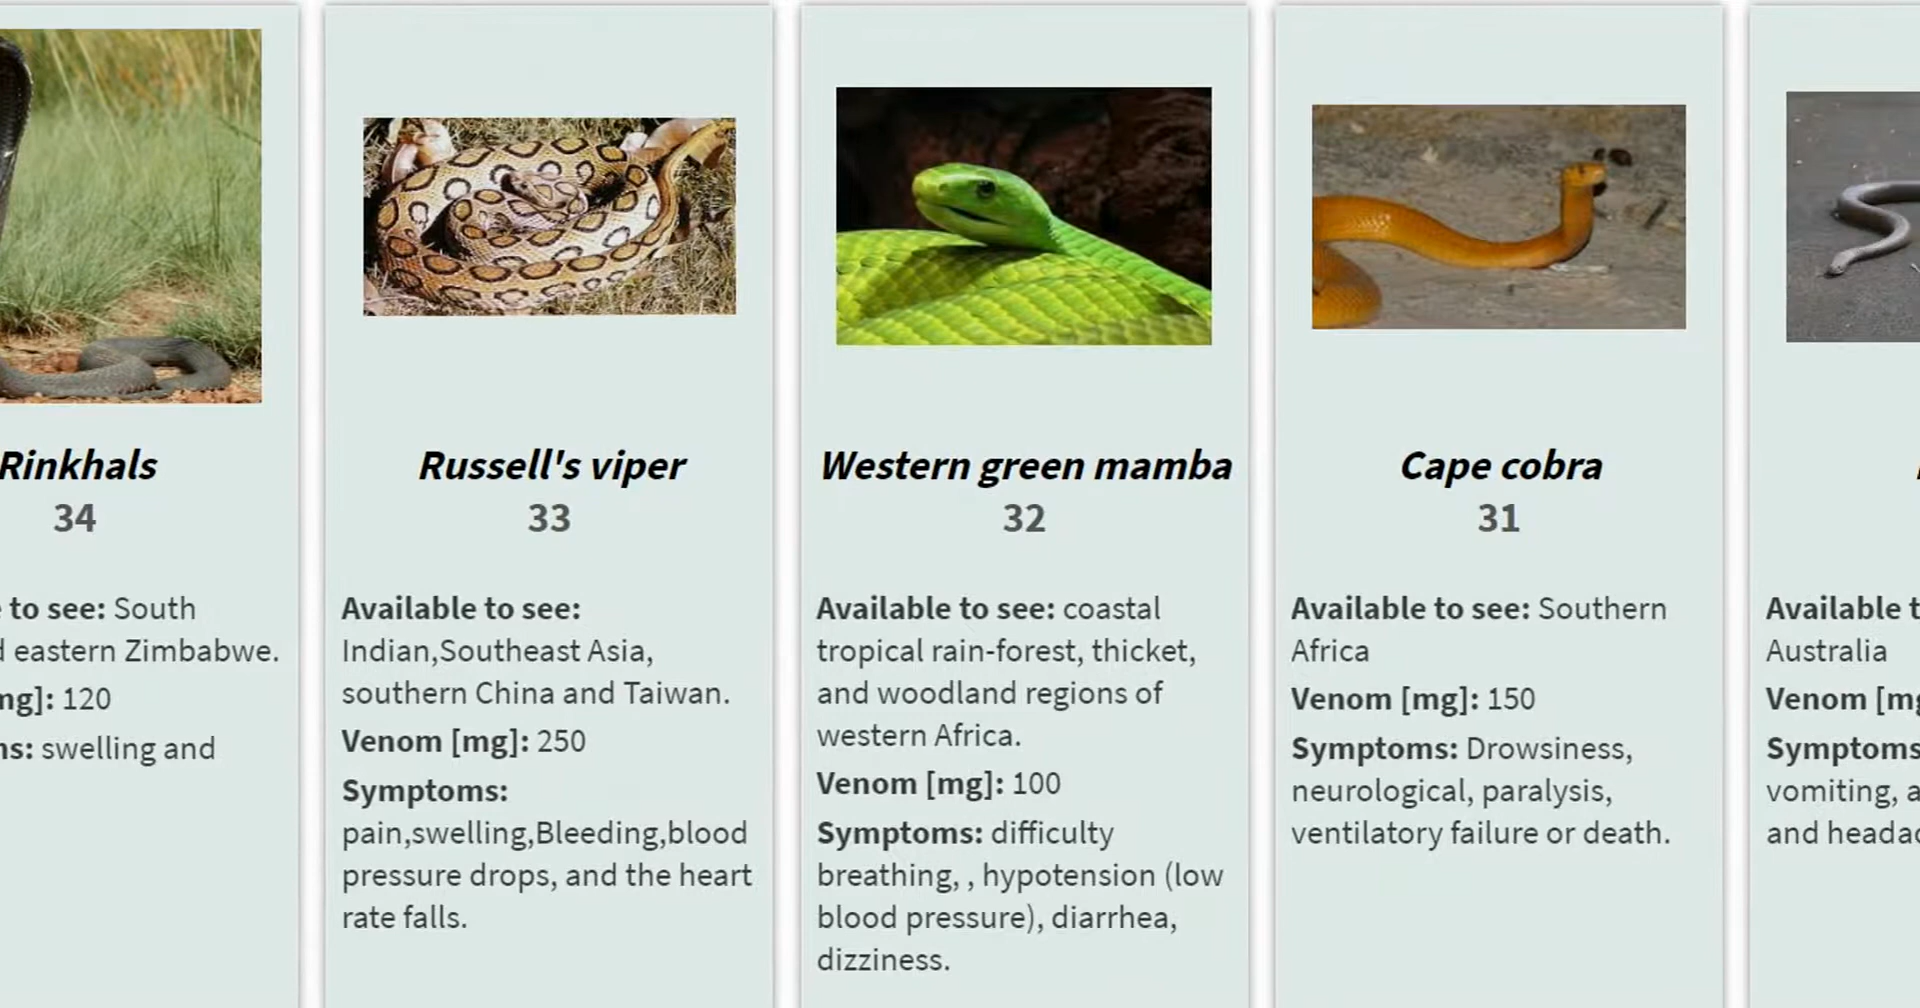 Rinkhals
34
to see: South
eastern Zimbabwe.
mg]: 120
swelling and
Russell's viper
33
Available to see:
Indian,Southeast Asia,
southern China and Taiwan.
Venom [mg]: 250
Symptoms:
pain,swelling,Bleeding,blood
pressure drops, and the heart
rate falls.
Western green mamba
32
Available to see: coastal
tropical rain-forest, thicket,
and woodland regions of
western Africa.
Venom [mg]: 100
Symptoms: difficulty
breathing, , hypotension (low
blood pressure), diarrhea,
dizziness.
Cape cobra
31
Available to see: Southern
Africa
Venom [mg]: 150
Symptoms: Drowsiness,
neurological, paralysis,
ventilatory failure or death.
Available
Australia
Venom
Symptoms
vomiting,
and